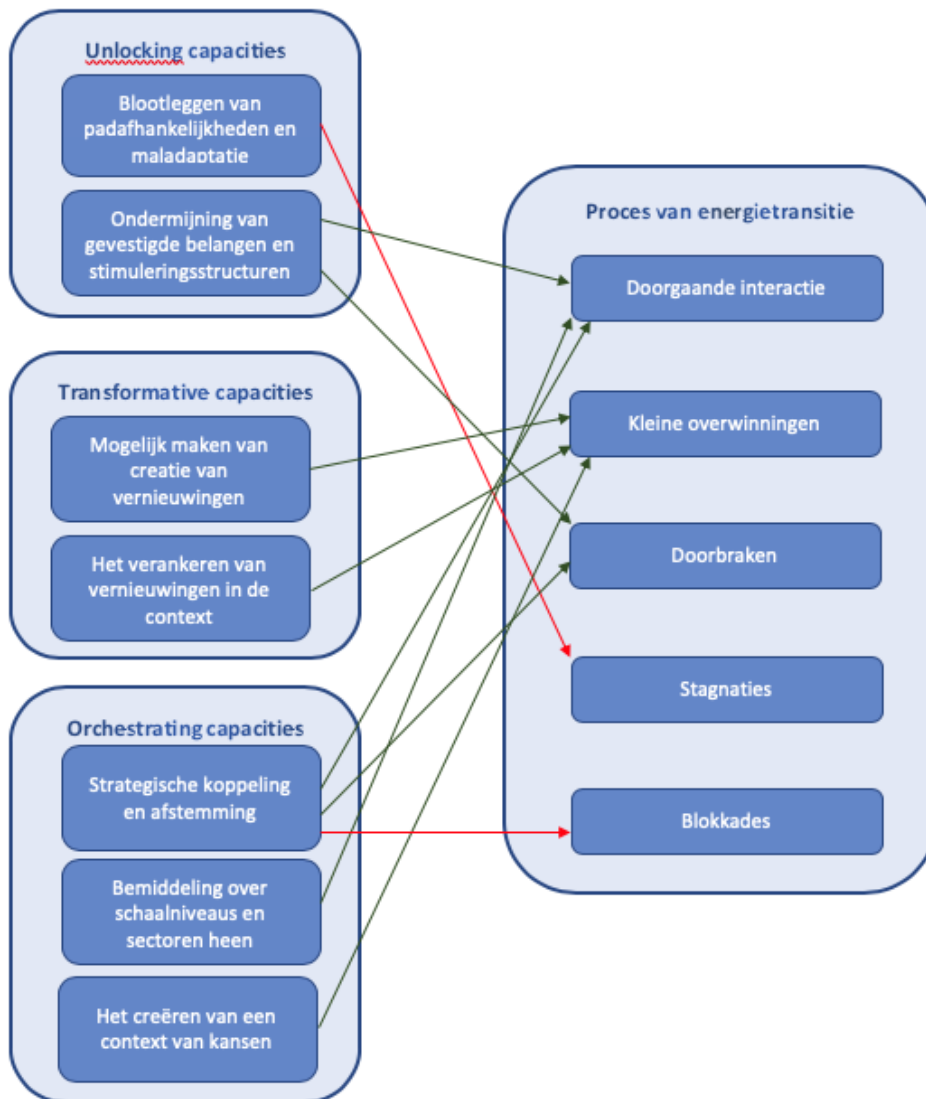 Unlocking capacities
Blootleggen van
padafhankelijkheden en
maladaptatie
Ondermijning van
gevestigde belangen en
stimuleringsstructuren
Transformative capacities
Mogelijk maken van
creatie van
vernieuwingen
Het verankeren van
vernieuwingen in de
context
Orchestrating capacities
Strategische koppeling
en afstemming
Bemiddeling over
schaalniveaus en
sectoren heen
Het creëren van een
context van kansen
Proces van energietransitie
Doorgaande interactie
Kleine overwinningen
Doorbraken
Stagnaties
Blokkades